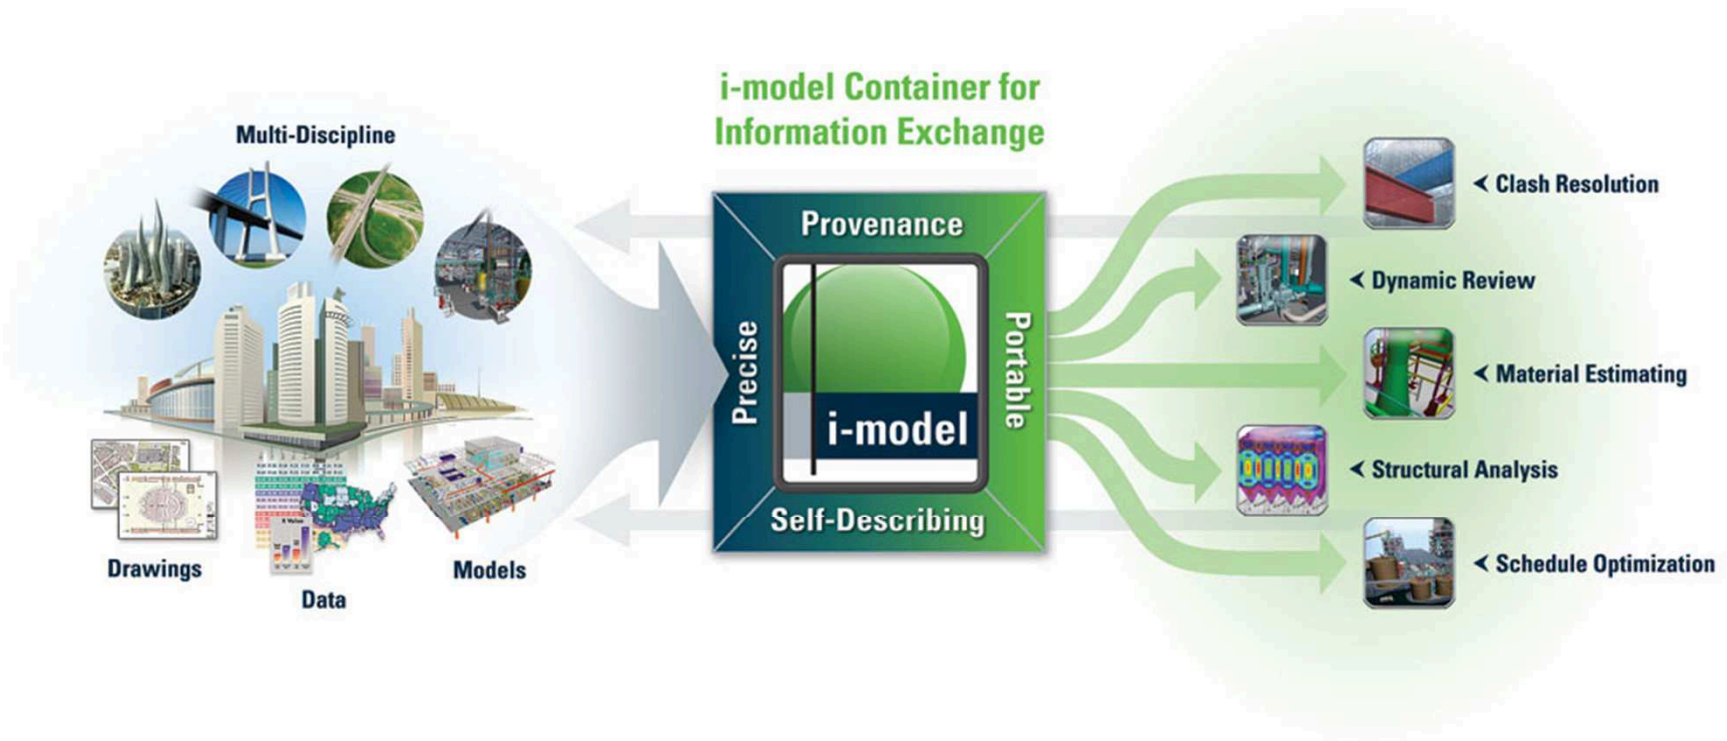 i-model Container for
Information Exchange
Multi-Discipline
Drawings
Data
Models
Provenance
Precise
Portable
i-model
Self-Describing
Clash Resolution
Dynamic Review
Material Estimating
Structural Analysis
Schedule Optimization